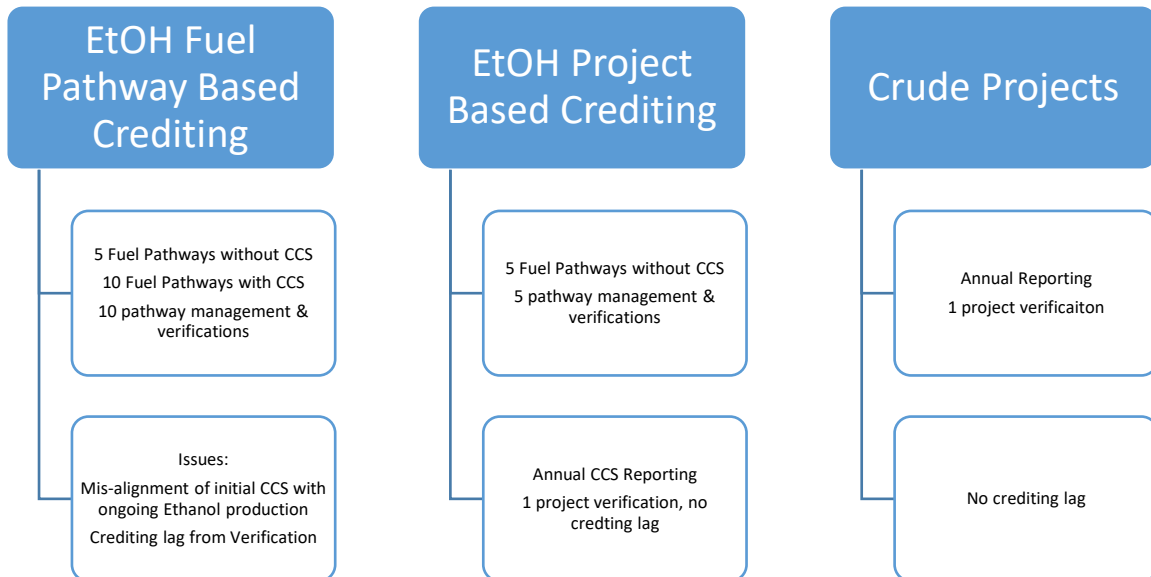 EtOH Fuel
Pathway Based
Crediting
5 Fuel Pathways without CCS
10 Fuel Pathways with CCS
10 pathway management &
verifications
Issues:
Mis-alignment of initial CCS with
ongoing Ethanol production
Crediting lag from Verification
EtOH Project
Based Crediting
5 Fuel Pathways without CCS
5 pathway management &
verifications
Annual CCS Reporting
1 project verification, no
credting lag
Crude Projects
Annual Reporting
1 project verificaiton
No crediting lag